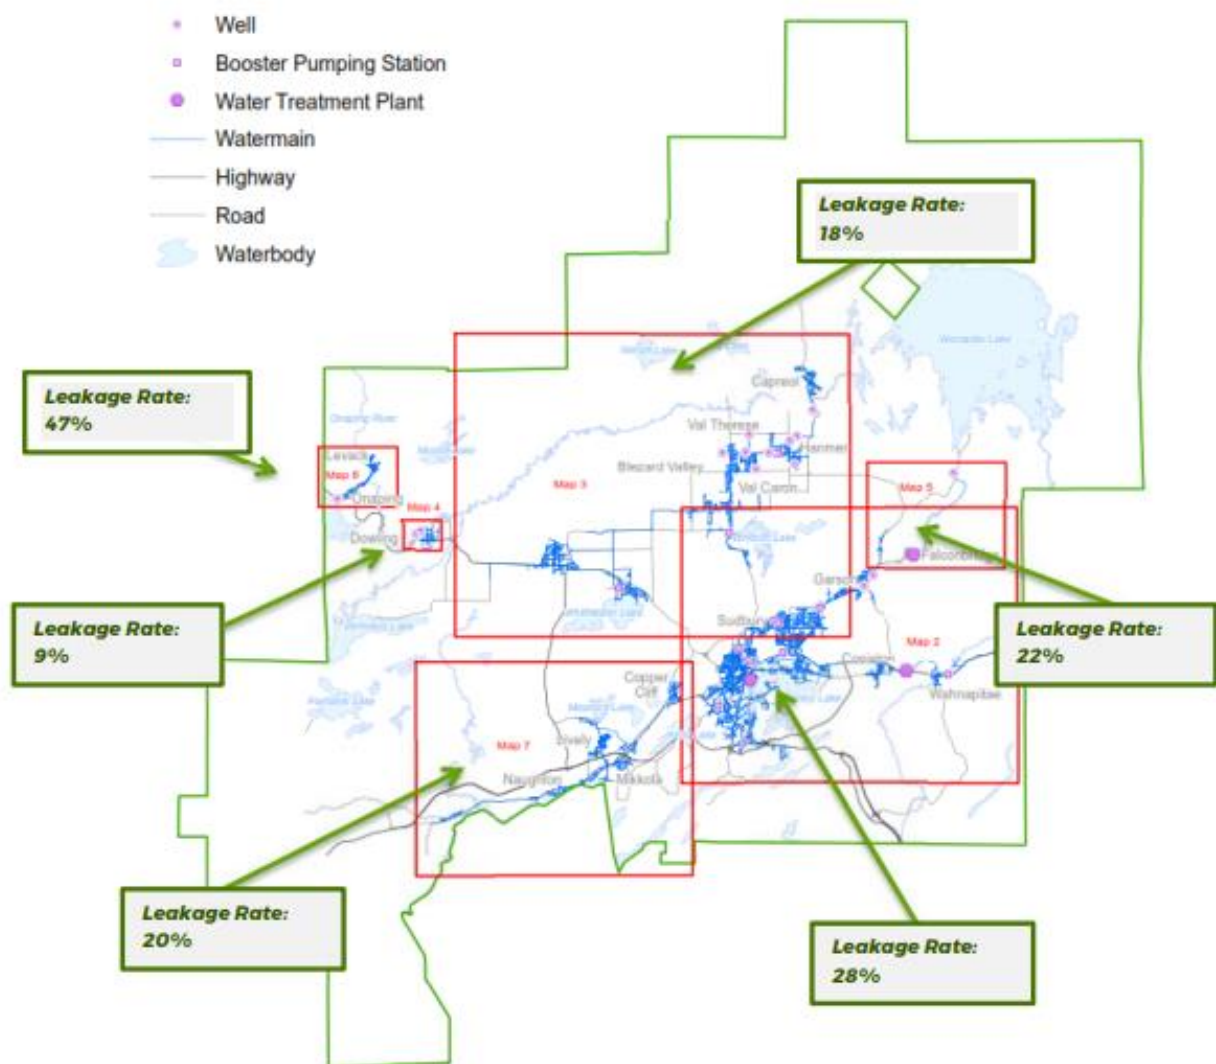 Well
Booster Pumping Station
Water Treatment Plant
Watermain
Highway
Road
Waterbody
Leakage Rate:
18%
Leakage Rate:
47%
Capreol
Val Therese
Hanmer
Blezard Valley
Val Caron
Levack
Map 6
Onaping
Map 4
Dowling
Map 3
Map 5
Falconbridge
Garson
Leakage Rate:
9%
Sudbury
Map 2
Coniston
Wahnapitae
Leakage Rate:
22%
Copper
Cliff
Map 7
Lively
Naughton
Mikkola
Leakage Rate:
20%
Leakage Rate:
28%